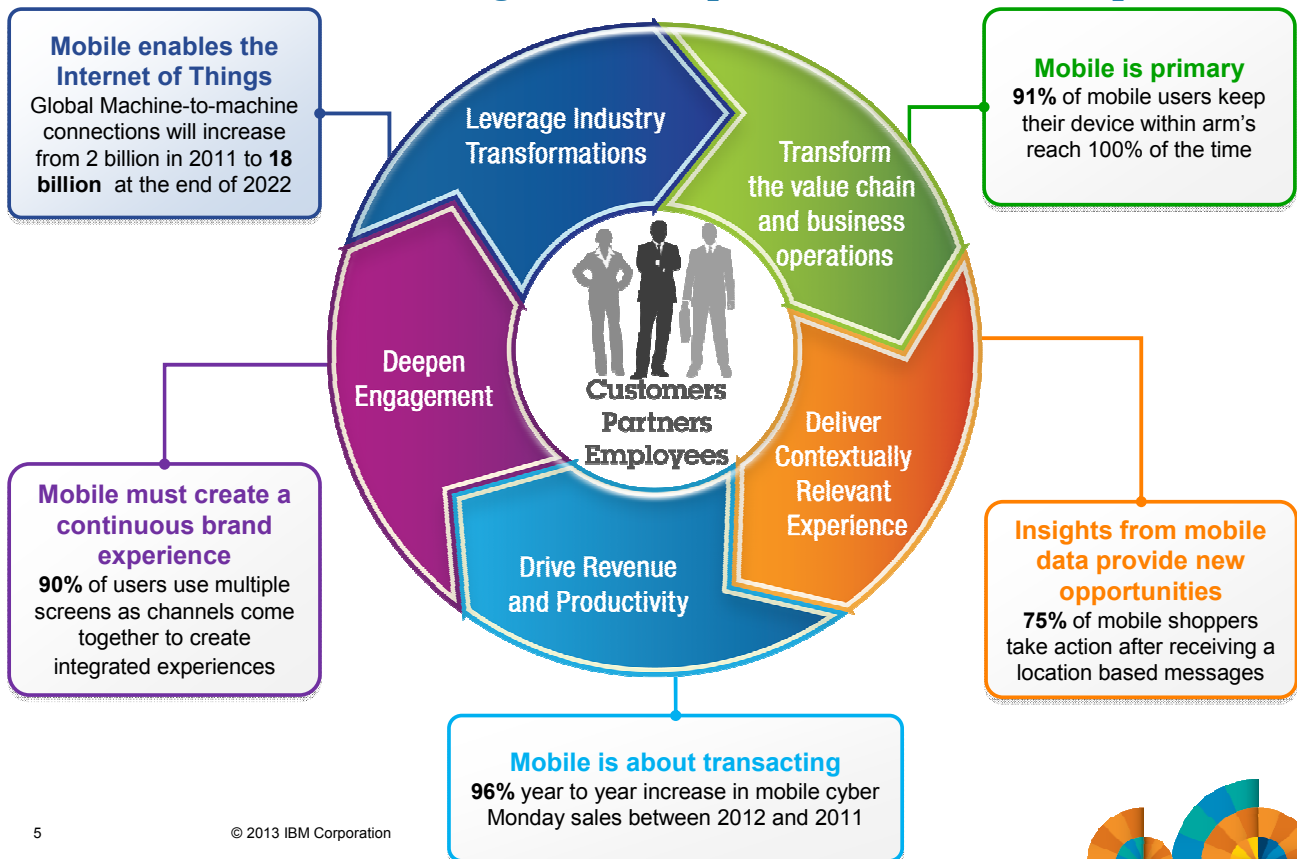 Mobile enables the
Internet of Things
Global Machine-to-machine
connections will increase
from 2 billion in 2011 to 18
billion at the end of 2022
Mobile is primary
91% of mobile users keep
their device within arm's
reach 100% of the time
Leverage Industry
Transformations
Transform
the value chain
and business
operations
Deepen
Engagement
Customers
Partners
Employees
Deliver
Contextually
Relevant
Experience
Drive Revenue
and Productivity
Mobile must create a
continuous brand
experience
90% of users use multiple
screens as channels come
together to create
integrated experiences
Insights from mobile
data provide new
opportunities
75% of mobile shoppers
take action after receiving a
location based messages
Mobile is about transacting
96% year to year increase in mobile cyber
Monday sales between 2012 and 2011
5
© 2013 IBM Corporation